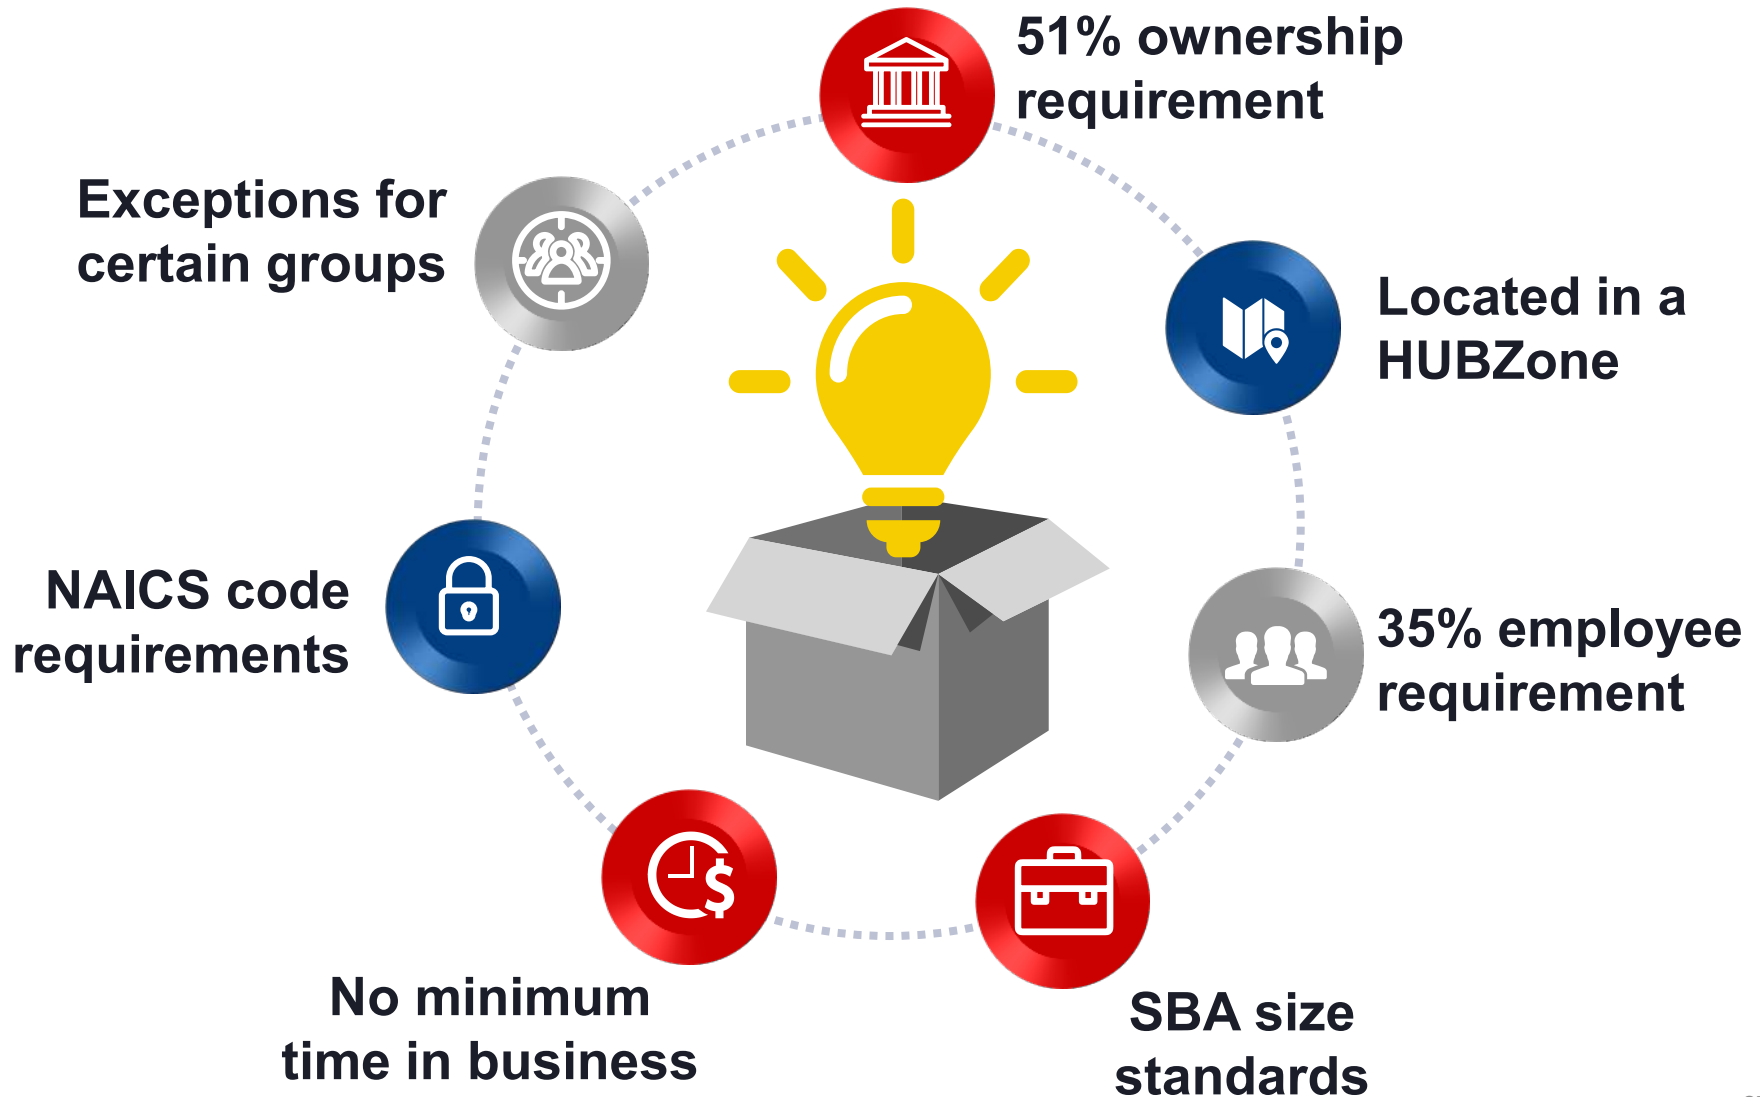 51% ownership
requirement
Located in a
HUBZone
35% employee
requirement
SBA size
standards
No minimum
time in business
NAICS code
requirements
Exceptions for
certain groups